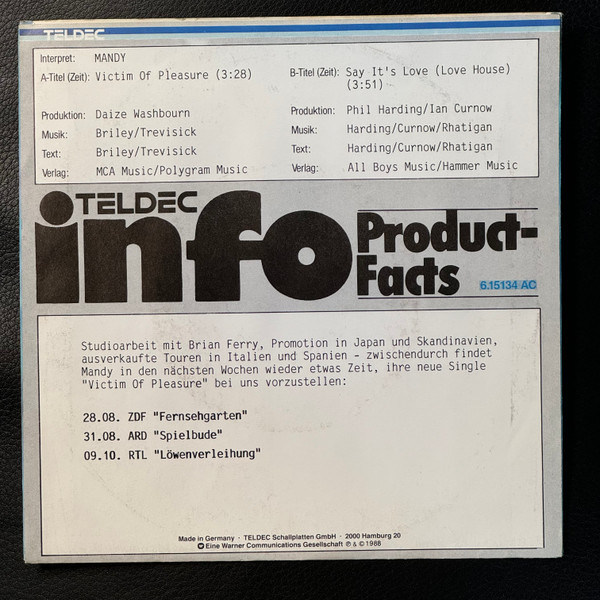 TELDEC
Interpret: MANDY
A-Titel (Zeit): Victim Of Pleasure (3:28)
Produktion: Daize Washbourn
Musik: Briley/Trevisick
Text: Briley/Trevisick
Verlag: MCA Music/Polygram Music
B-Titel (Zeit): Say It's Love (Love House)
(3:51)
Produktion: Phil Harding/Ian Curnow
Musik: Harding/Curnow/Rhatigan
Text: Harding/Curnow/Rhatigan
Verlag: All Boys Music/Hammer Music
TELDEC
info
Product-
Facts
6.15134 AC
Studioarbeit mit Brian Ferry, Promotion in Japan und Skandinavien,
ausverkaufte Touren in Italien und Spanien - zwischendurch findet
Mandy in den nächsten Wochen wieder etwas Zeit, ihre neue Single
"Victim Of Pleasure" bei uns vorzustellen:
28.08. ZDF "Fernsehgarten"
31.08. ARD "Spielbude"
09.10. RTL "Löwenverleihung"
Made in Germany · TELDEC Schallplatten GmbH · 2000 Hamburg 20
Eine Warner Communications Gesellschaft ℗ & © 1988